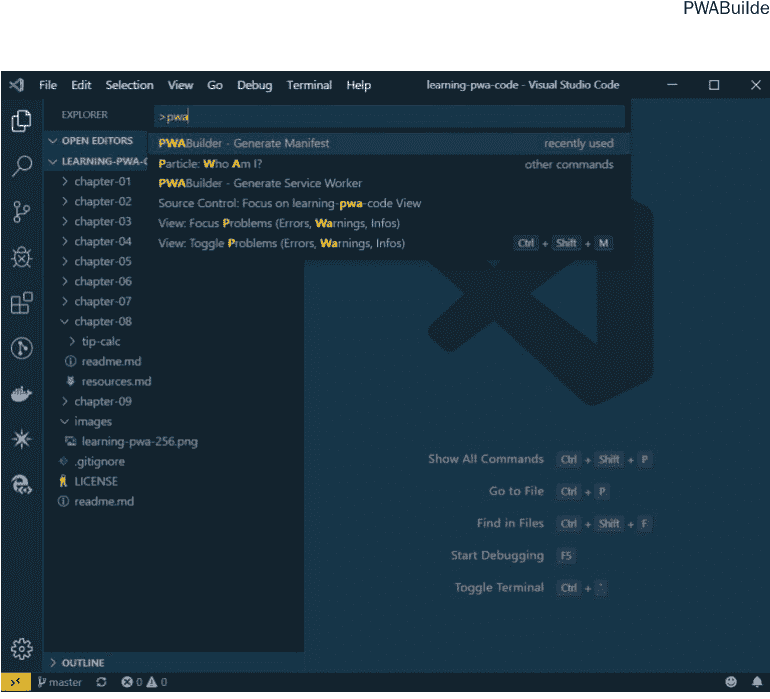 PWABuilde
File Edit Selection View Go Debug Terminal Help learning-pwa-code - Visual Studio Code
EXPLORER
>pwa
OPEN EDITORS
LEARNING-PWA-C
PWABuilder - Generate Manifest recently used
Particle: Who Am I? other commands
PWABuilder - Generate Service Worker
Source Control: Focus on learning-pwa-code View
View: Focus Problems (Errors, Warnings, Infos)
View: Toggle Problems (Errors, Warnings, Infos) Ctrl + Shift + M
chapter-01
chapter-02
chapter-03
chapter-04
chapter-05
chapter-06
chapter-07
chapter-08
tip-calc
readme.md
resources.md
chapter-09
images
learning-pwa-256.png
.gitignore
LICENSE
readme.md
Show All Commands Ctrl + Shift + P
Go to File Ctrl + P
Find in Files Ctrl + Shift + F
Start Debugging F5
Toggle Terminal Ctrl + `
OUTLINE
master 0 0